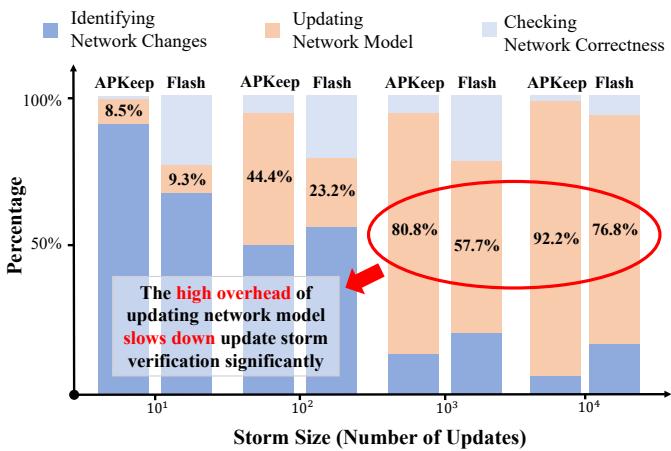 Identifying
Network Changes
Updating
Network Model
Checking
Network Correctness
APKeep Flash APKeep Flash APKeep Flash APKeep Flash
100%
8.5%
9.3%
44.4%
23.2%
80.8%
57.7%
92.2%
76.8%
50%
Percentage
The high overhead of
updating network model
slows down update storm
verification significantly
10¹ 10² 10³ 10⁴
Storm Size (Number of Updates)